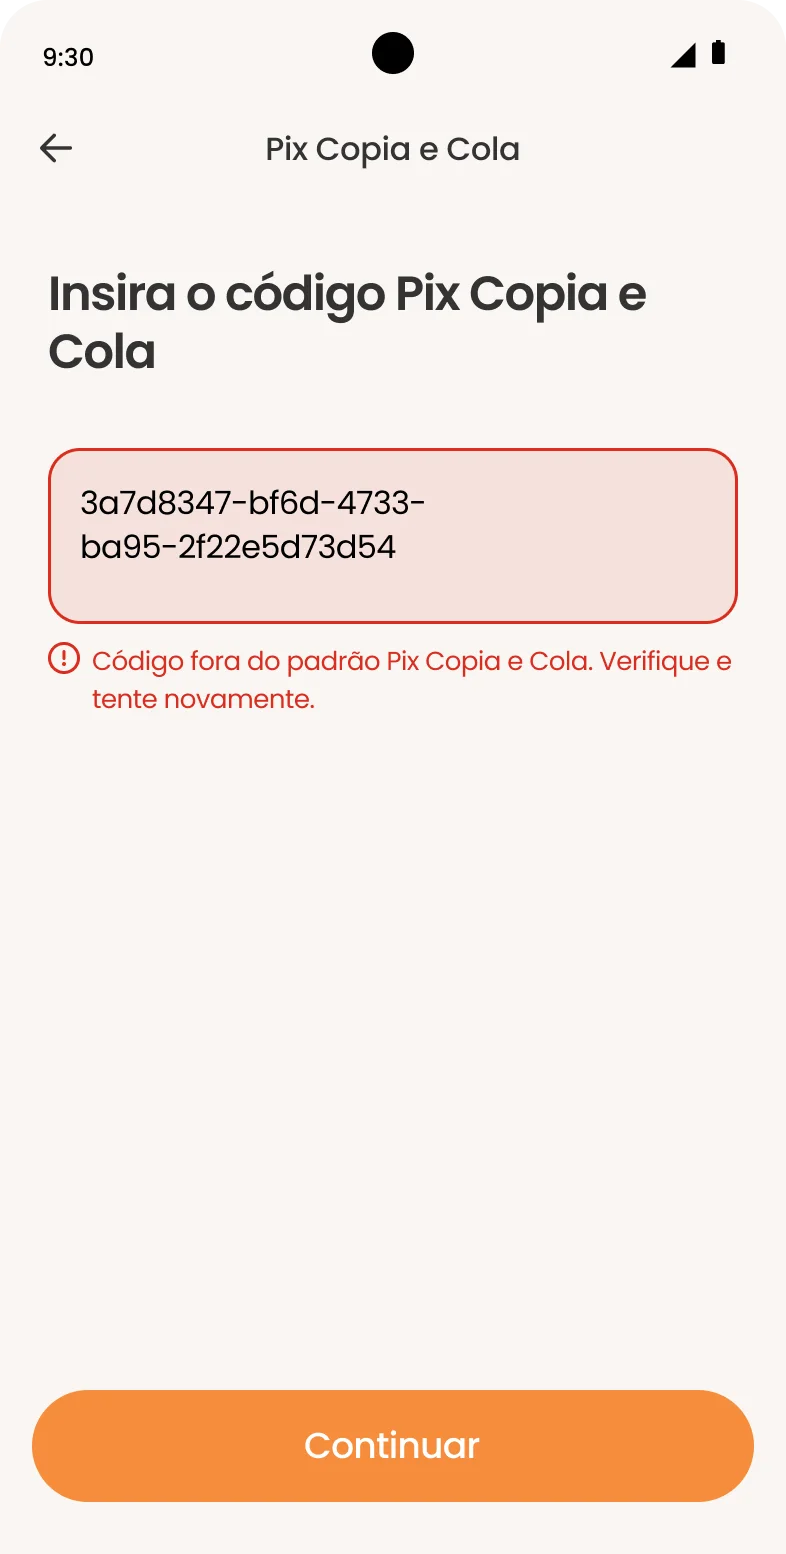 9:30
Pix Copia e Cola
Insira o código Pix Copia e
Cola
3a7d8347-bf6d-4733-
ba95-2f22e5d73d54
Código fora do padrão Pix Copia e Cola. Verifique e
tente novamente.
Continuar